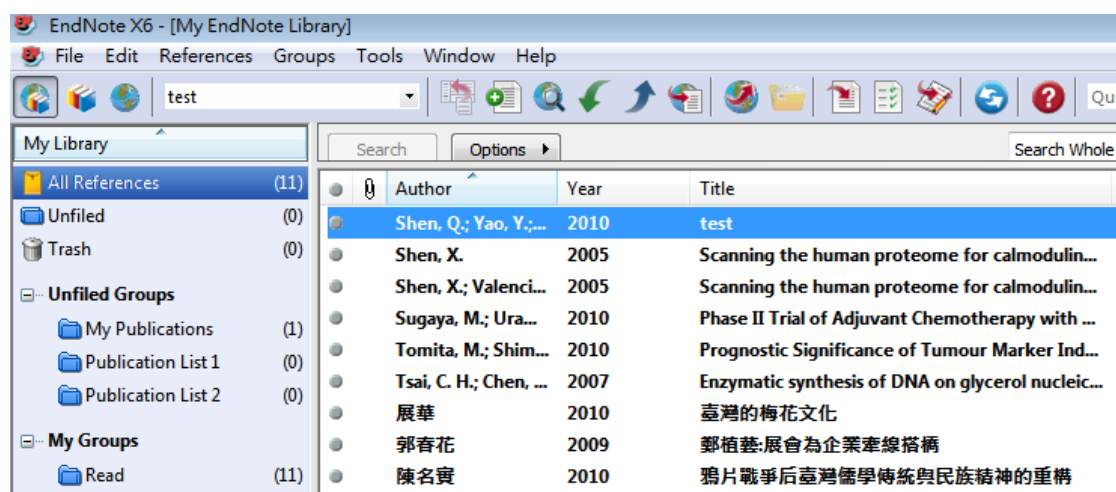 EndNote X6 - [My EndNote Library]
File Edit References Groups Tools Window Help
test Qu
My Library Search Options Search Whole
All References (11) Author Year Title
Unfiled (0) Shen, Q.; Yao, Y.;... 2010 test
Trash (0) Shen, X. 2005 Scanning the human proteome for calmodulin...
Unfiled Groups Shen, X.; Valenci... 2005 Scanning the human proteome for calmodulin...
My Publications (1) Sugaya, M.; Ura... 2010 Phase II Trial of Adjuvant Chemotherapy with ...
Publication List 1 (0) Tomita, M.; Shim... 2010 Prognostic Significance of Tumour Marker Ind...
Publication List 2 (0) Tsai, C. H.; Chen, ... 2007 Enzymatic synthesis of DNA on glycerol nucleic...
展華 2010 臺灣的梅花文化
My Groups 郭春花 2009 鄭植藝:展會為企業牽線搭橋
Read (11) 陳名實 2010 鴉片戰爭后臺灣儒學傳統與民族精神的重構